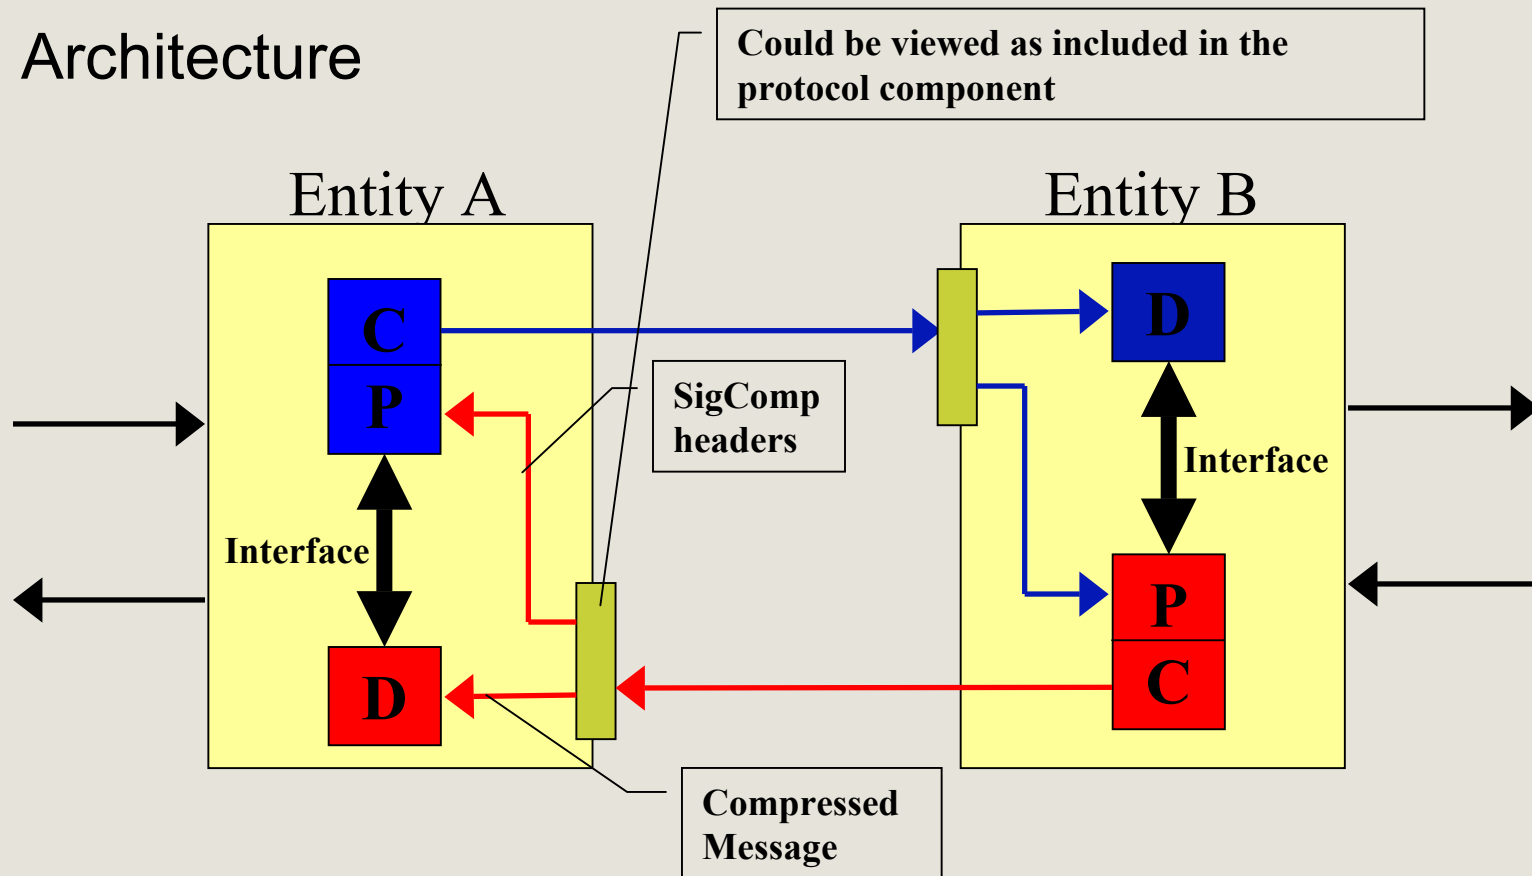 Architecture
Could be viewed as included in the
protocol component
Entity A
Entity B
C
P
D
SigComp
headers
Interface
Interface
P
C
D
Compressed
Message